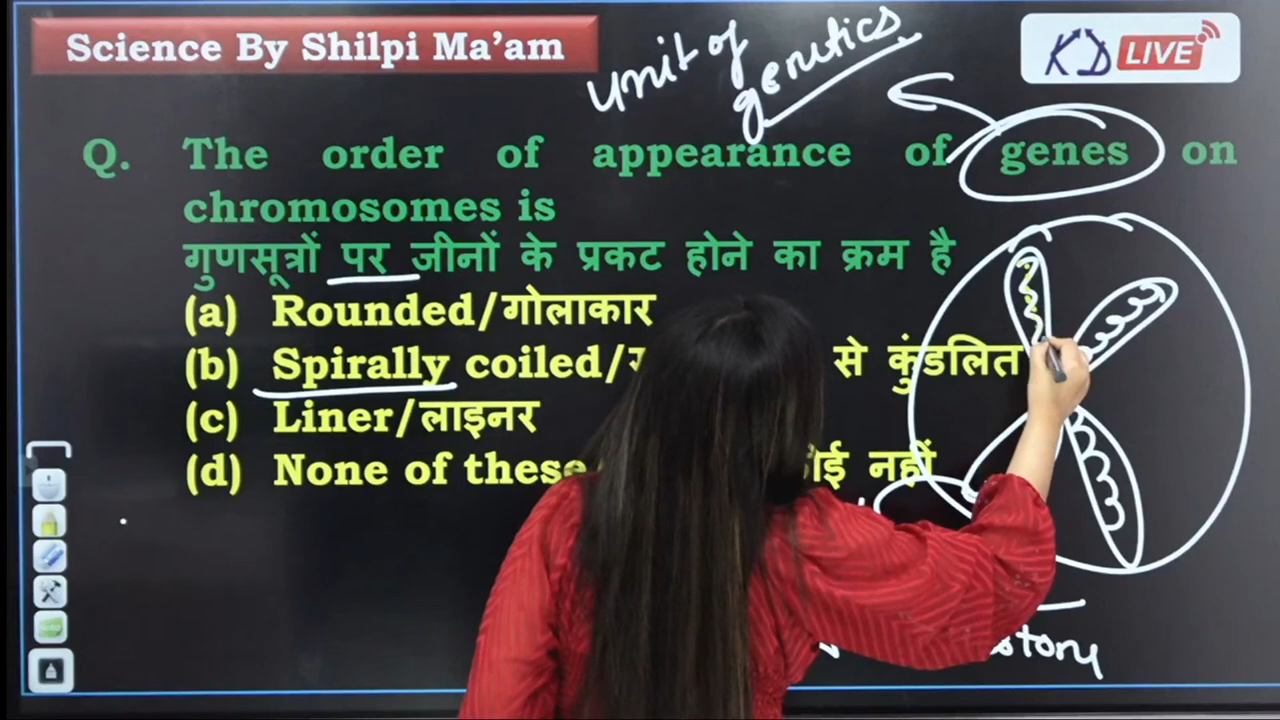 Science By Shilpi Ma'am
KD LIVE
unit of
genetics
Q. The order of appearance of genes on
chromosomes is
गुणसूत्रों पर जीनों के प्रकट होने का क्रम है
(a) Rounded/गोलाकार
(b) Spirally coiled/ से कुंडलित
(c) Liner/लाइनर
(d) None of these नहीं